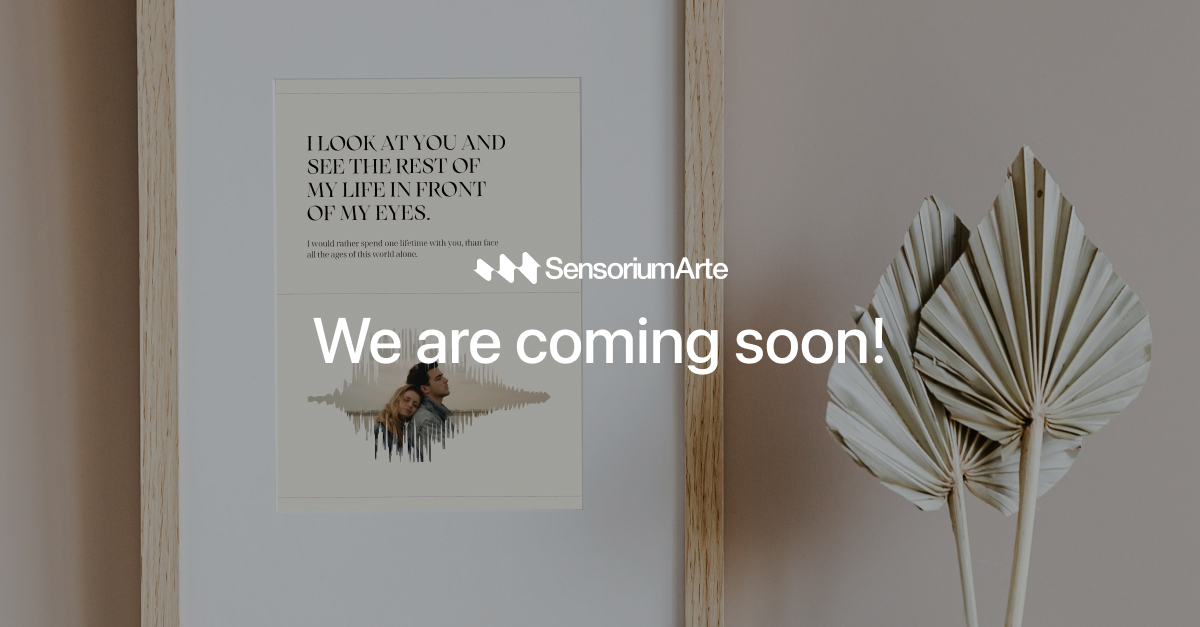 I LOOK AT YOU AND
SEE THE REST OF
MY LIFE IN FRONT
OF MY EYES.
I would rather spend one lifetime with you, than face
all the ages of this world alone.
SensoriumArte
We are coming soon!